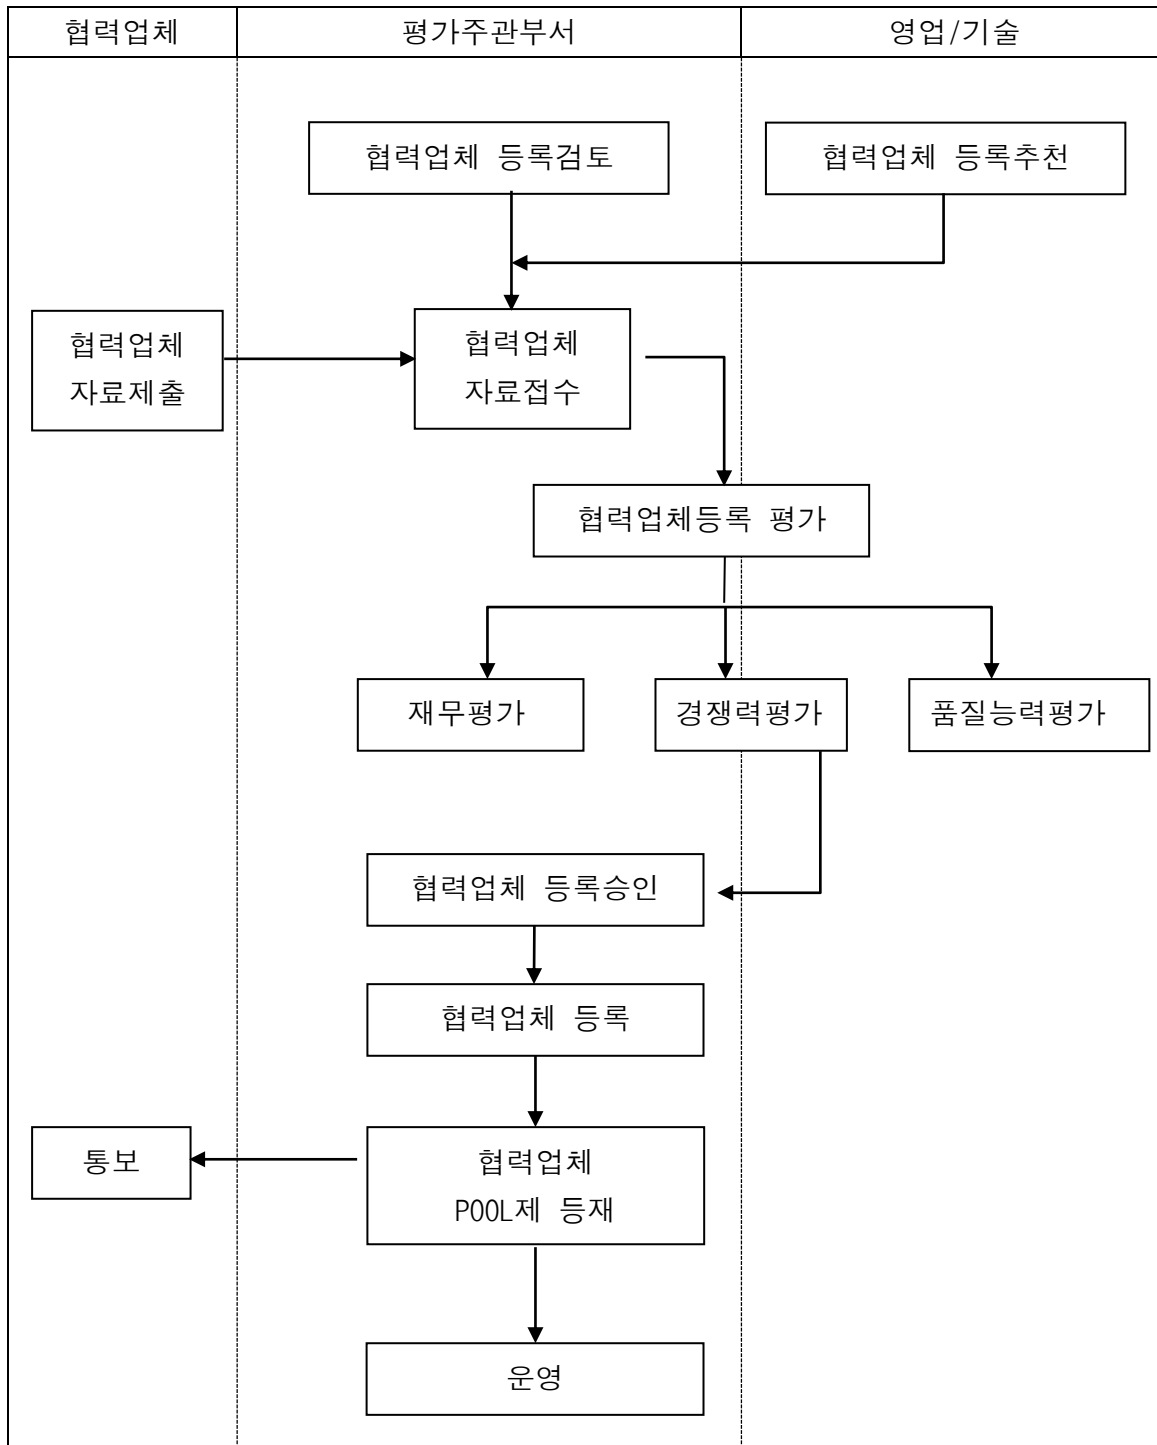 협력업체
평가주관부서
영업/기술
협력업체 등록검토
협력업체 등록추천
협력업체
자료제출
협력업체
자료접수
협력업체등록 평가
재무평가
경쟁력평가
품질능력평가
협력업체 등록승인
협력업체 등록
통보
협력업체
POOL제 등재
운영